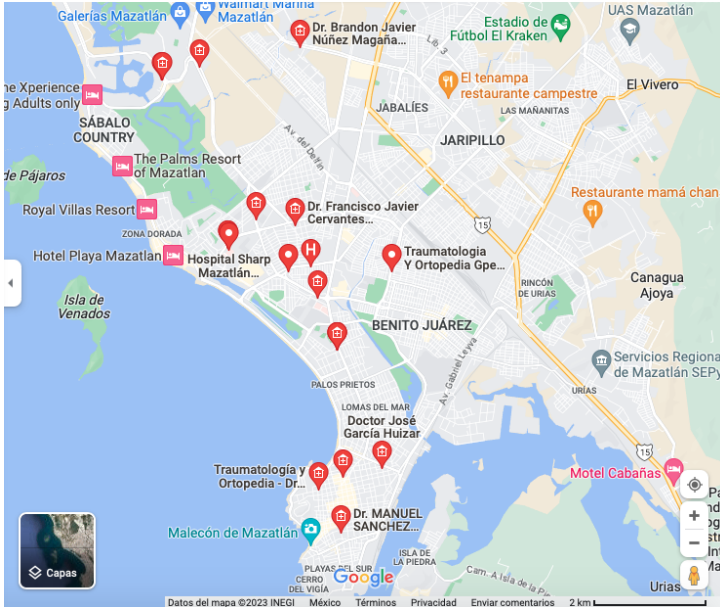 Galerías Mazatlán
Walmart Marina
Mazatlán
Dr. Brandon Javier
Núñez Magaña...
Estadio de
Fútbol El Kraken
UAS Mazatlán
Lib. 3
El tenampa
restaurante campestre
El Vivero
JABALÍES
LAS MAÑANITAS
ne Xperience
g Adults only
SÁBALO
COUNTRY
Av. del Delfín
JARIPILLO
The Palms Resort
of Mazatlan
de Pájaros
Restaurante mamá chan
Royal Villas Resort
Dr. Francisco Javier
Cervantes...
15
ZONA DORADA
Hotel Playa Mazatlan
Hospital Sharp
Mazatlán...
H
Traumatologia
Y Ortopedia Gpe...
RINCÓN
DE URIAS
Canagua
Ajoya
Isla de
Venados
BENITO JUÁREZ
Av. Gabriel Leyva
Servicios Regiona
de Mazatlán SEPy
PALOS PRIETOS
URÍAS
LOMAS DEL MAR
Doctor José
García Huizar
15
Traumatología y
Ortopedia - Dr...
Motel Cabañas
Dr. MANUEL
SANCHEZ...
Malecón de Mazatlán
Capas
ISLA DE
LA PIEDRA
PLAYAS DEL SUR
CERRO
DEL VIGÍA
Google
Cam. A Isla de la Pie
Urias
Datos del mapa ©2023 INEGI México Términos Privacidad Enviar comentarios 2 km